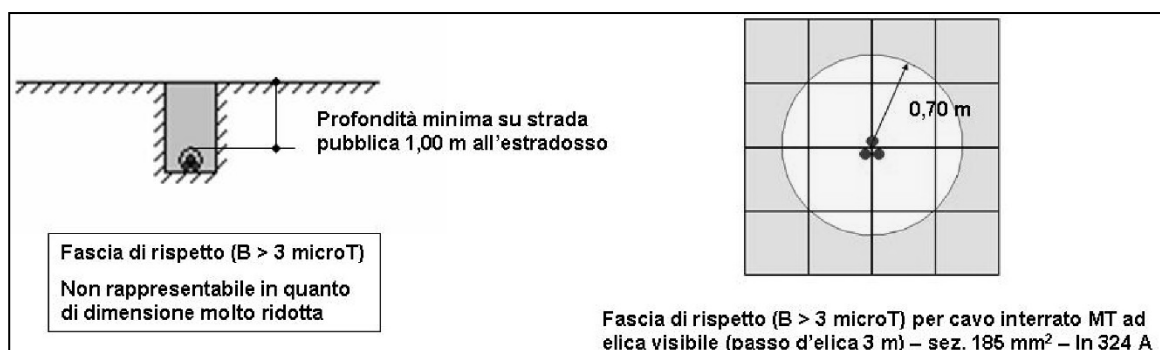 Profondità minima su strada
pubblica 1,00 m all'estradosso
Fascia di rispetto (B > 3 microT)
Non rappresentabile in quanto
di dimensione molto ridotta
0,70 m
Fascia di rispetto (B > 3 microT) per cavo interrato MT ad
elica visibile (passo d'elica 3 m) – sez. 185 mm² – In 324 A